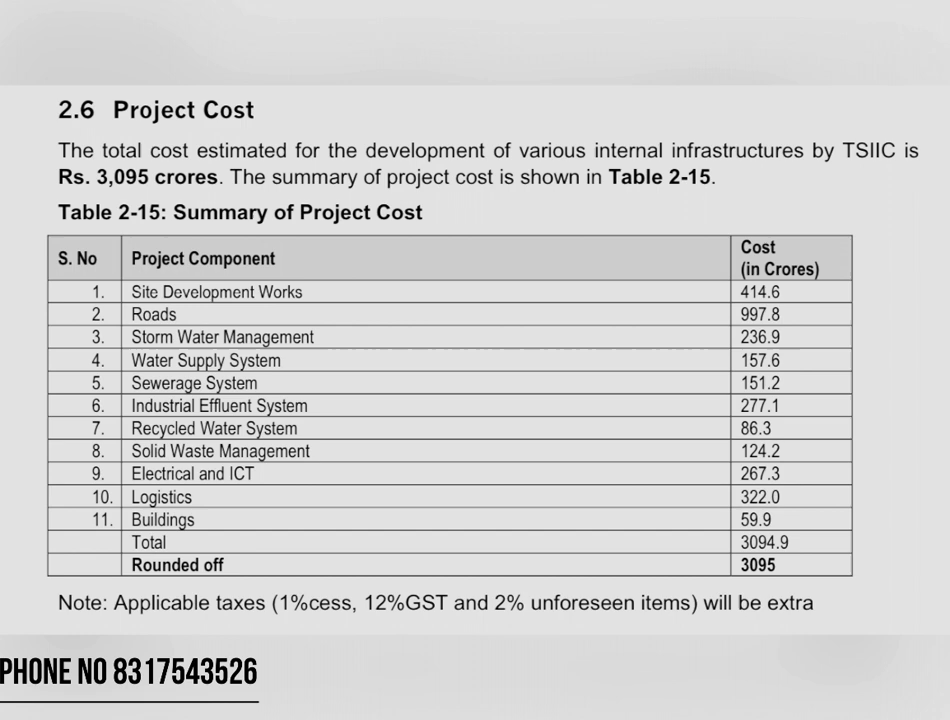 2.6 Project Cost
The total cost estimated for the development of various internal infrastructures by TSIIC is
Rs. 3,095 crores. The summary of project cost is shown in Table 2-15.
Table 2-15: Summary of Project Cost
S. No Project Component Cost (in Crores)
1. Site Development Works 414.6
2. Roads 997.8
3. Storm Water Management 236.9
4. Water Supply System 157.6
5. Sewerage System 151.2
6. Industrial Effluent System 277.1
7. Recycled Water System 86.3
8. Solid Waste Management 124.2
9. Electrical and ICT 267.3
10. Logistics 322.0
11. Buildings 59.9
Total 3094.9
Rounded off 3095
Note: Applicable taxes (1%cess, 12%GST and 2% unforeseen items) will be extra
PHONE NO 8317543526